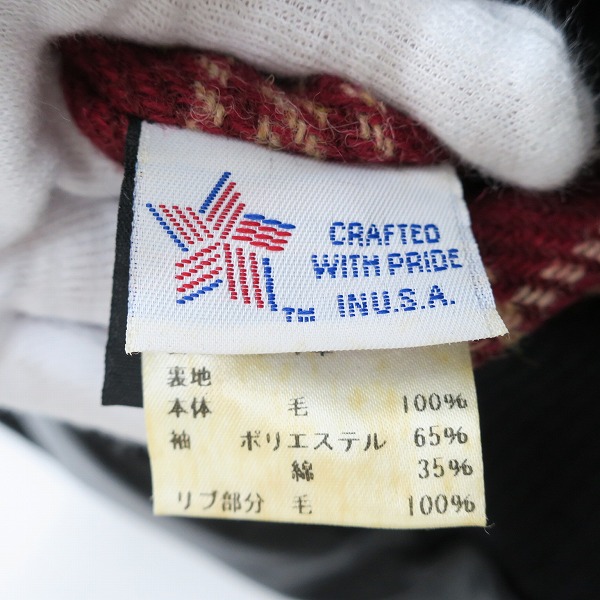 CRAFTED
WITH PRIDE
IN U.S.A.
TM
裏地
本体 毛 100%
袖 ポリエステル 65%
綿 35%
リブ部分 毛 100%